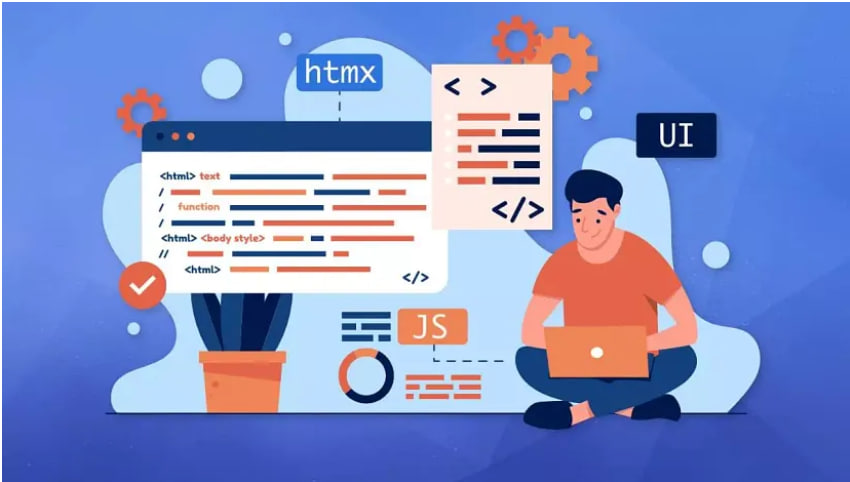 htmx
< >
</>
UI
<html> text
/
/ function
/
<html> <body style>
//
<html>
</>
JS